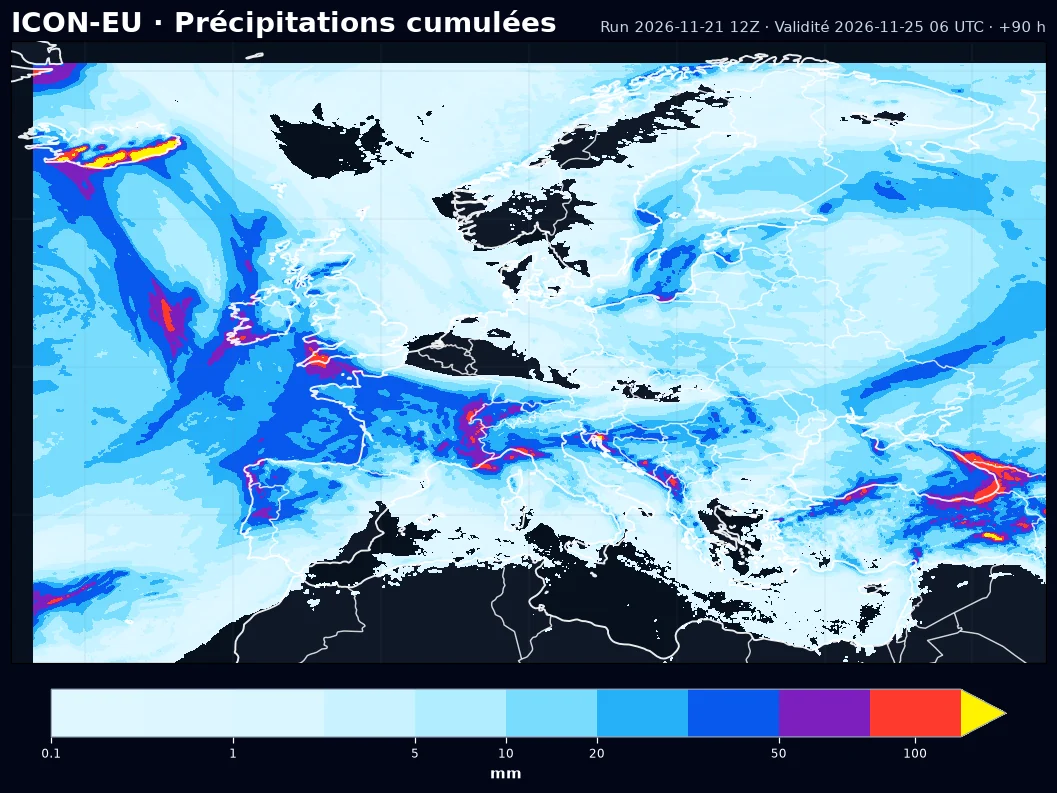 ICON-EU · Précipitations cumulées
Run 2026-11-21 12Z · Validité 2026-11-25 06 UTC · +90 h
0.1 1 5 10 20 50 100
mm